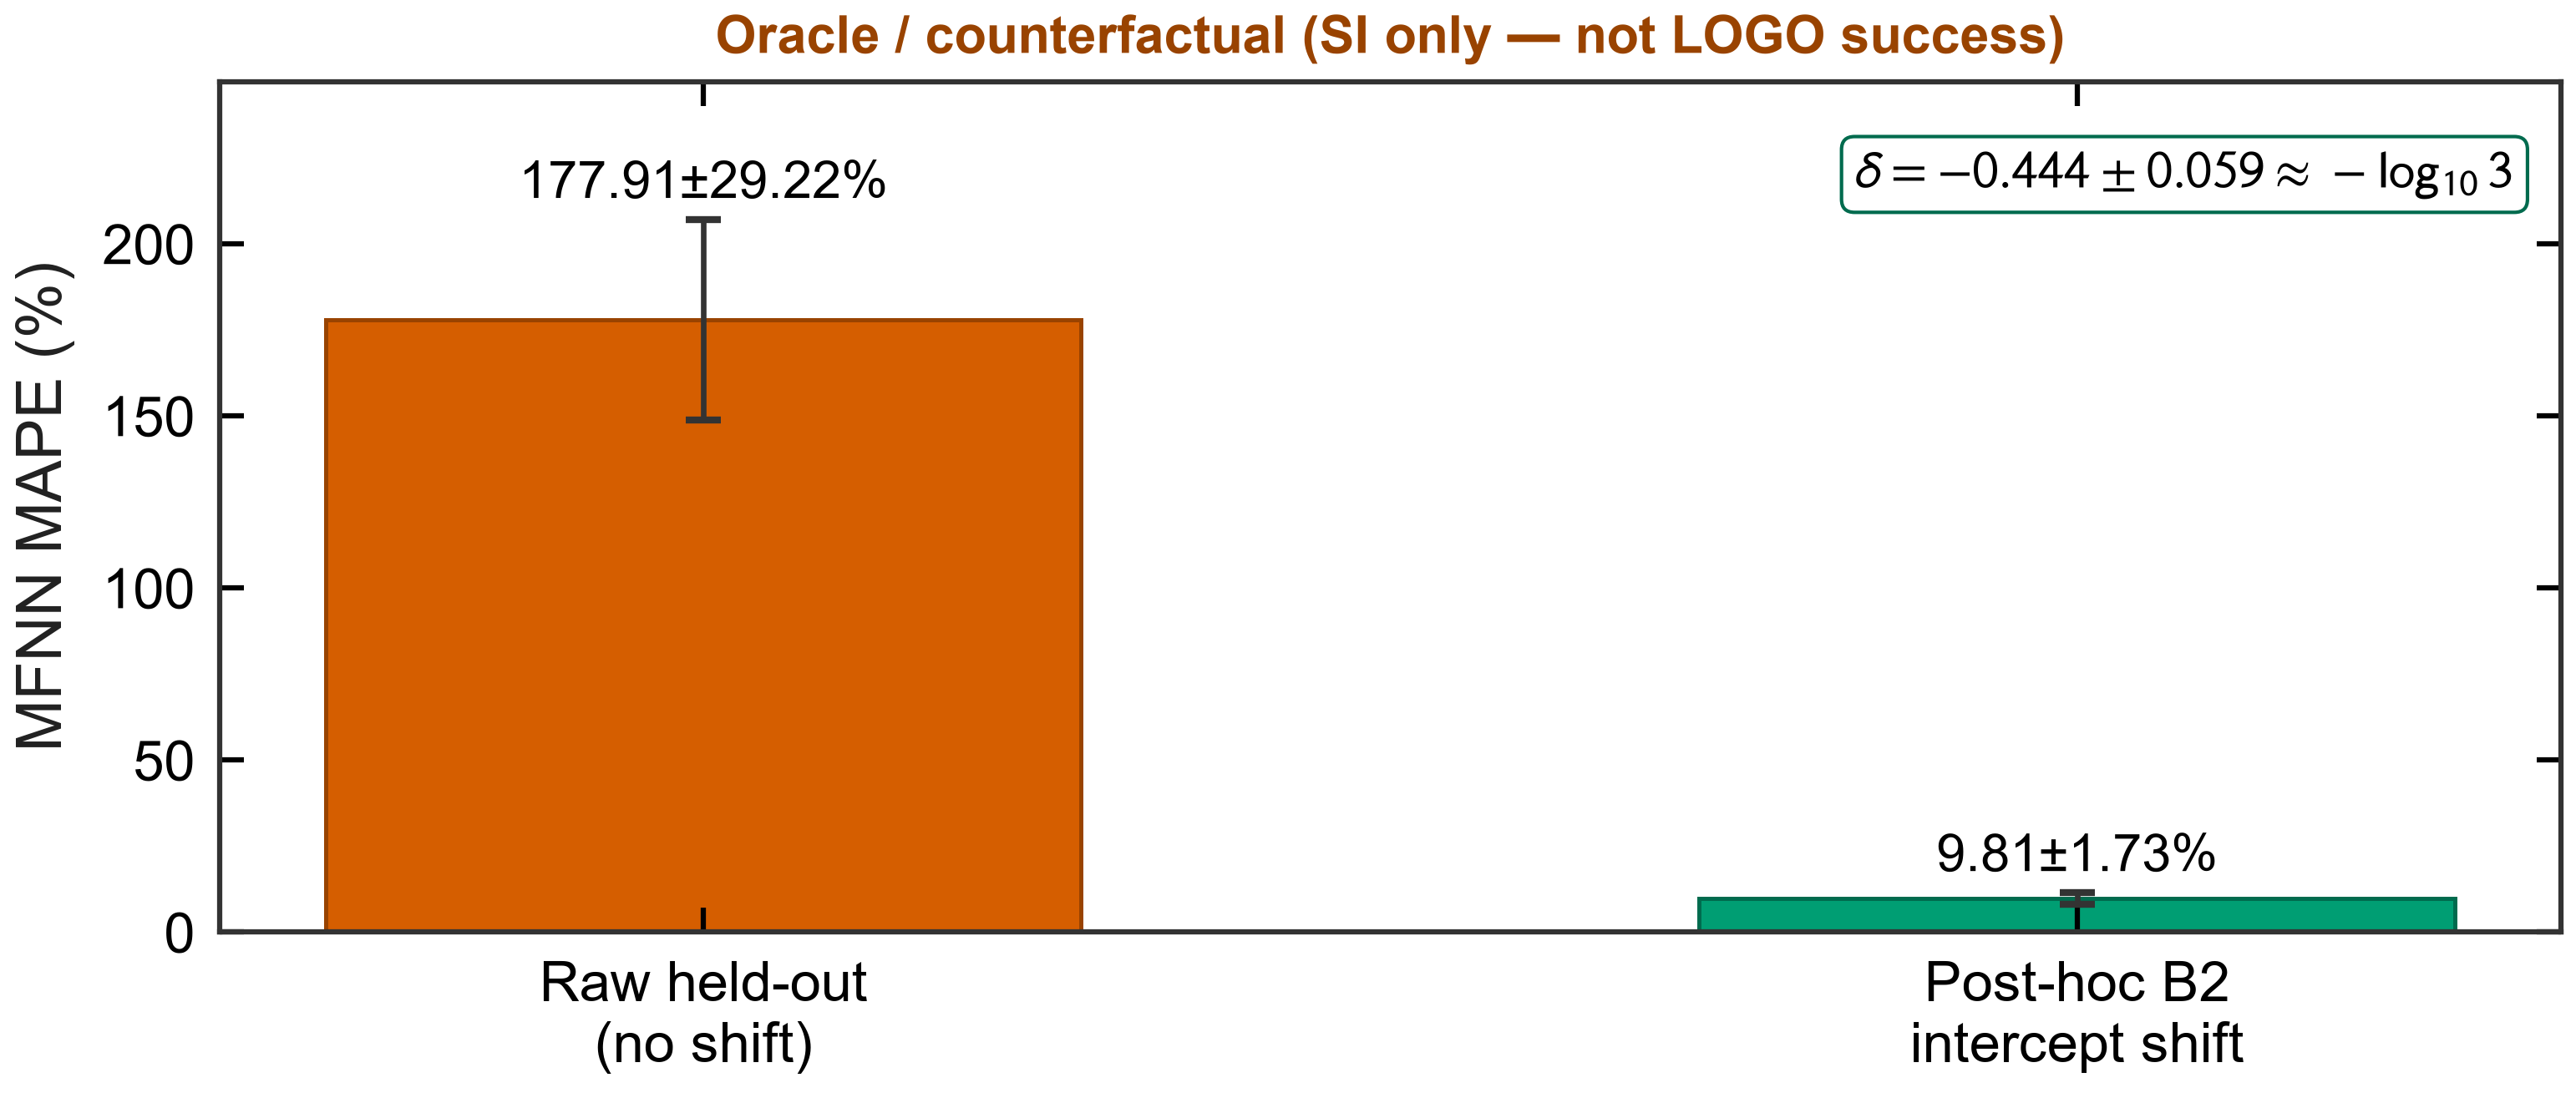 Oracle / counterfactual (SI only — not LOGO success)
MFNN MAPE (%)
200
150
100
50
0
177.91±29.22%
δ = −0.444 ± 0.059 ≈ − log₁₀ 3
9.81±1.73%
Raw held-out
(no shift)
Post-hoc B2
intercept shift